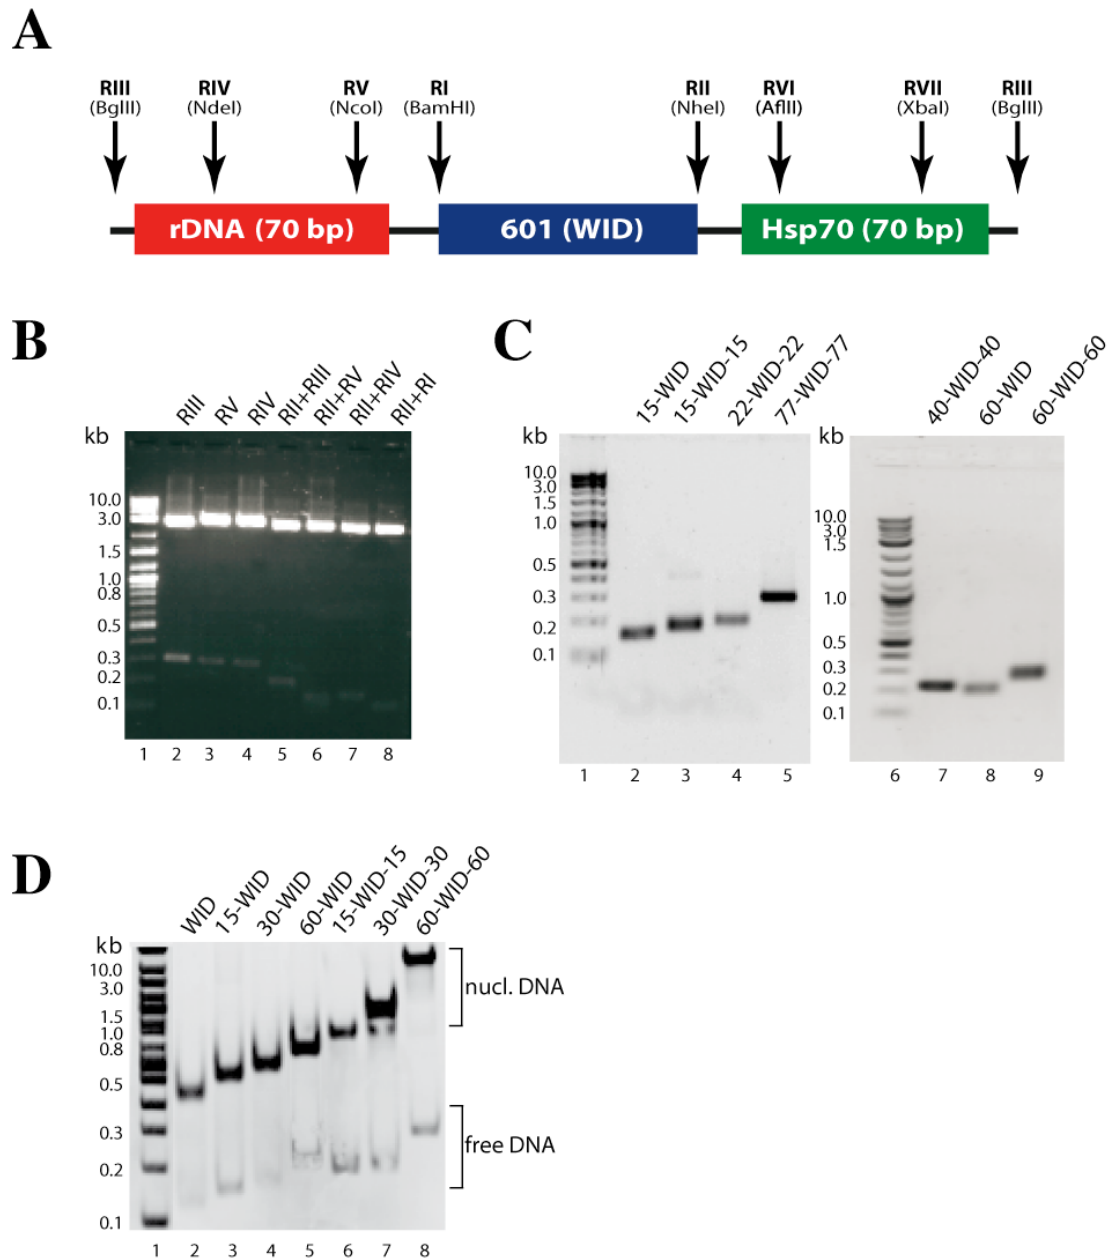 A
RIII RIV RV RI RII RVI RVII RIII
(BglII) (NdeI) (NcoI) (BamHI) (NheI) (AflII) (XbaI) (BglII)
rDNA (70 bp) 601 (WID) Hsp70 (70 bp)
B
kb RIII RV RIV RII+RIII RII+RV RII+RIV RII+RI
10.0
3.0
1.5
1.0
0.8
0.5
0.3
0.2
0.1
1 2 3 4 5 6 7 8
C
kb 15-WID 15-WID-15 22-WID-22 77-WID-77
10.0
3.0
1.5
1.0
0.5
0.3
0.2
0.1
1 2 3 4 5
kb 40-WID-40 60-WID 60-WID-60
10.0
3.0
1.5
1.0
0.5
0.3
0.2
0.1
6 7 8 9
D
kb WID 15-WID 30-WID 60-WID 15-WID-15 30-WID-30 60-WID-60
10.0
3.0
1.5
1.0
0.8
0.5
0.3
0.2
0.1
nucl. DNA
free DNA
1 2 3 4 5 6 7 8